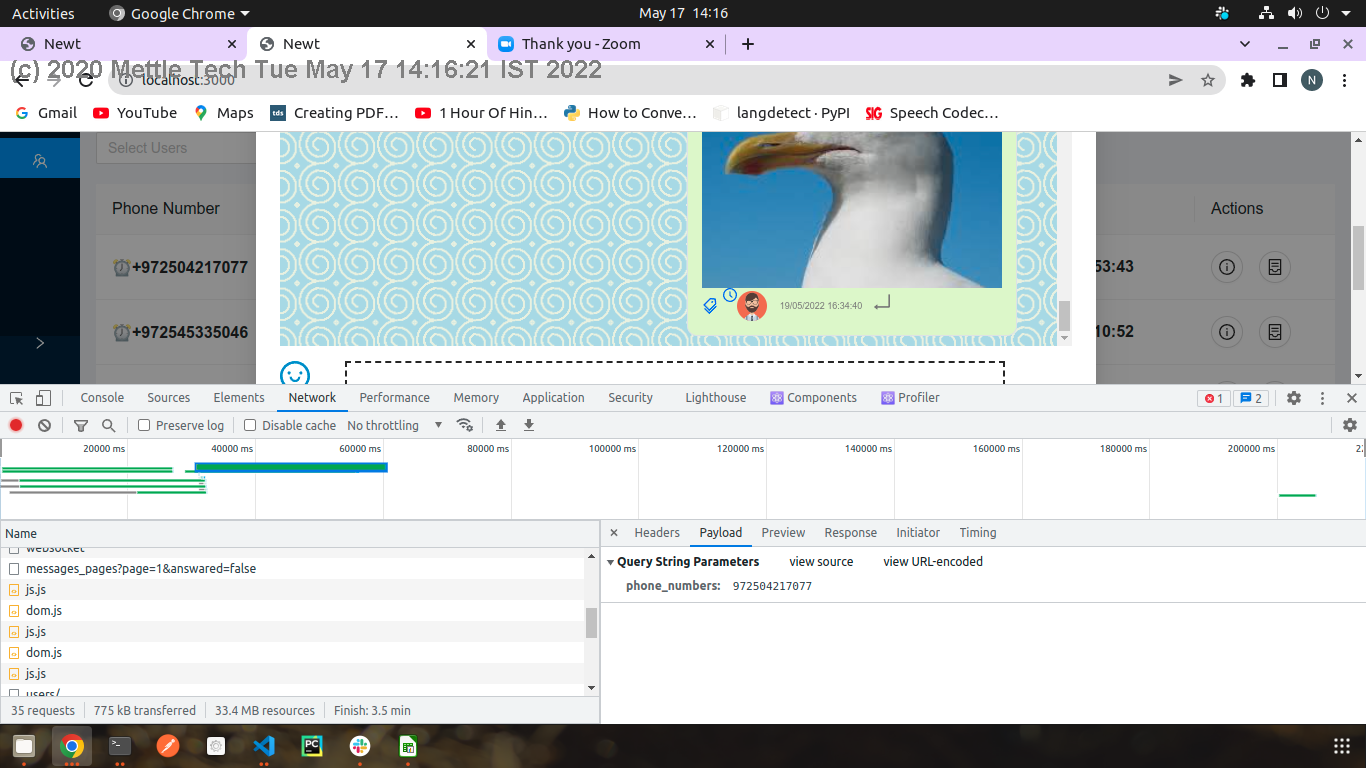 Activities
Google Chrome
May 17 14:16
Newt
Newt
Thank you - Zoom
(c) 2020 Mettle Tech Tue May 17 14:16:21 IST 2022
localhost:3000
N
Gmail
YouTube
Maps
tds
Creating PDF…
1 Hour Of Hin…
How to Conve…
langdetect · PyPI
SIG
Speech Codec…
Select Users
Phone Number
Actions
+972504217077
53:43
19/05/2022 16:34:40
+972545335046
10:52
Console
Sources
Elements
Network
Performance
Memory
Application
Security
Lighthouse
Components
Profiler
1
2
Preserve log
Disable cache
No throttling
20000 ms
40000 ms
60000 ms
80000 ms
100000 ms
120000 ms
140000 ms
160000 ms
180000 ms
200000 ms
Name
Headers
Payload
Preview
Response
Initiator
Timing
websocket
messages_pages?page=1&answared=false
js.js
dom.js
js.js
dom.js
js.js
users/
Query String Parameters
view source
view URL-encoded
phone_numbers: 972504217077
35 requests
775 kB transferred
33.4 MB resources
Finish: 3.5 min
PC